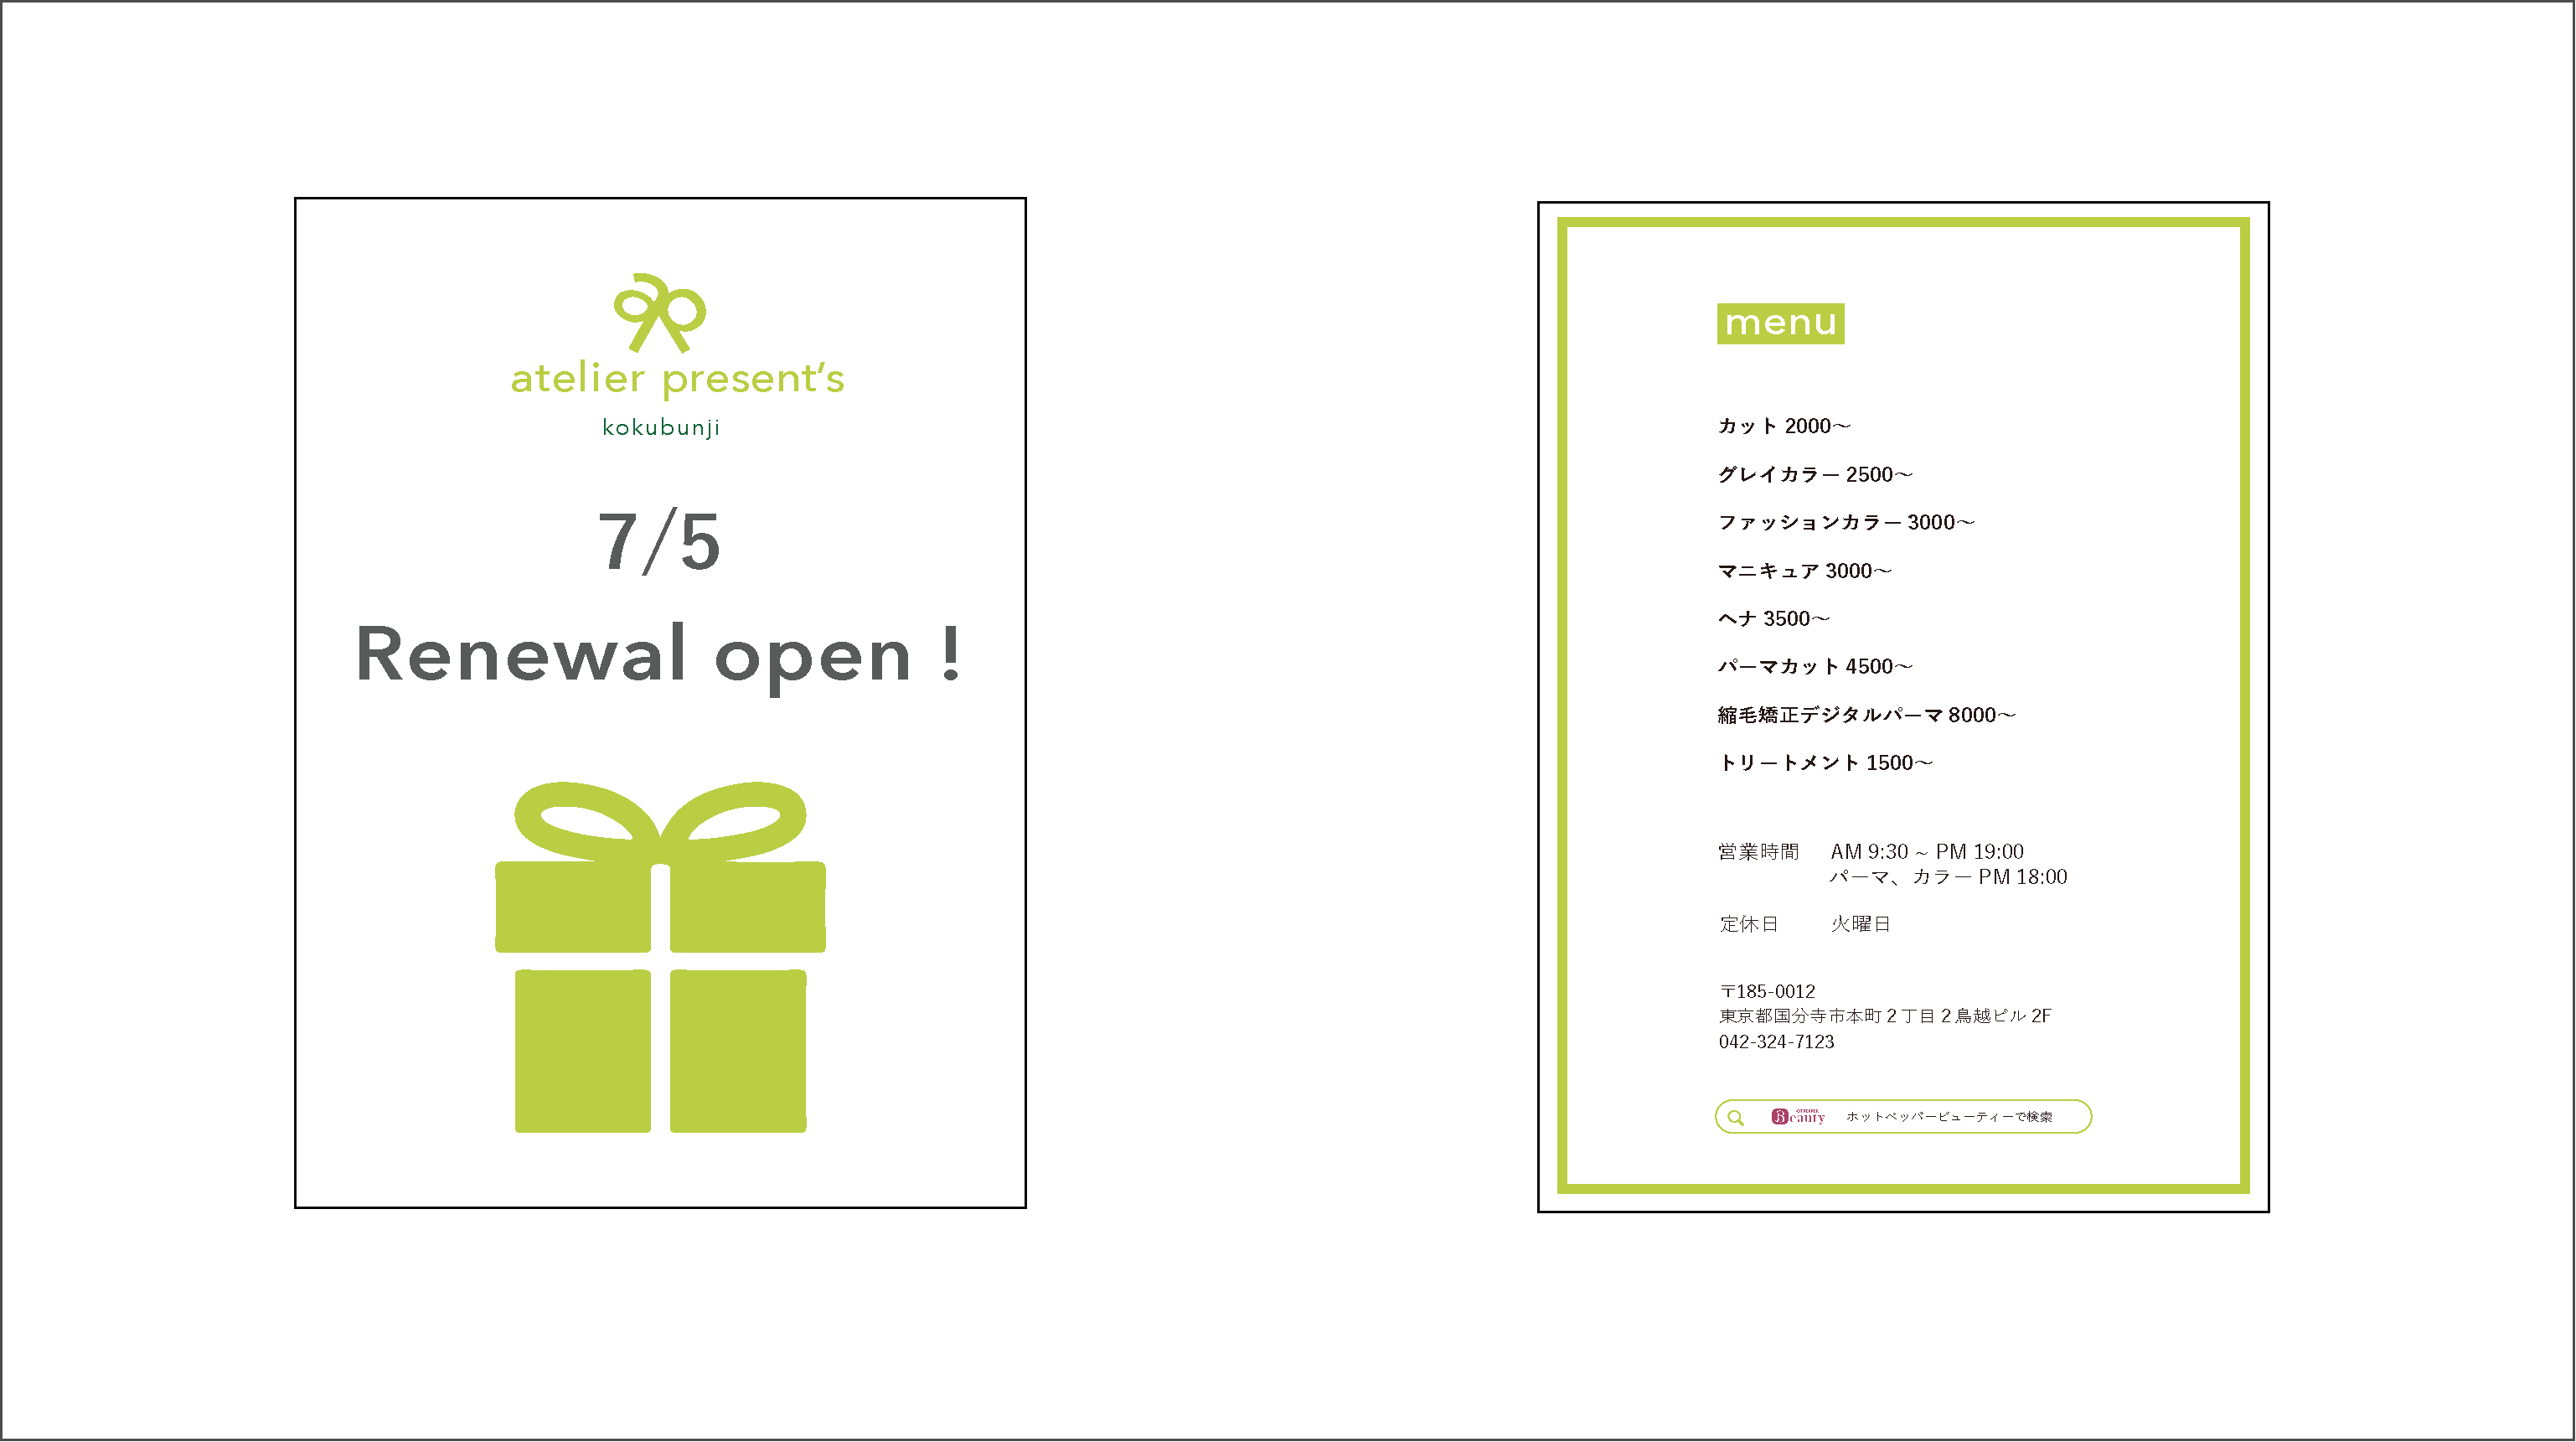 atelier present's
kokubunji
7/5
Renewal open !
menu
カット 2000～
グレイカラー 2500～
ファッションカラー 3000～
マニキュア 3000～
ヘナ 3500～
パーマカット 4500～
縮毛矯正デジタルパーマ 8000～
トリートメント 1500～
営業時間 AM 9:30 ~ PM 19:00
パーマ、カラー PM 18:00
定休日 火曜日
〒185-0012
東京都国分寺市本町２丁目２鳥越ビル 2F
042-324-7123
HOT PEPPER Beauty ホットペッパービューティーで検索